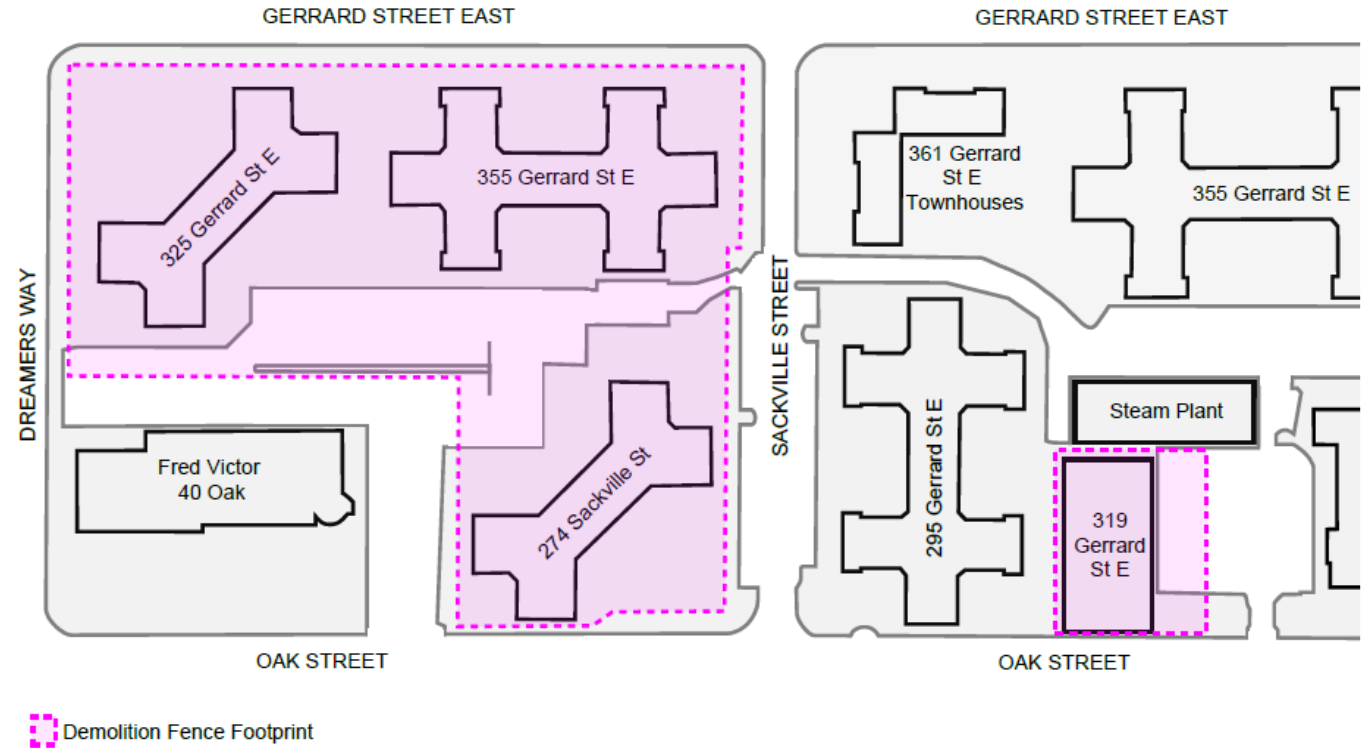 GERRARD STREET EAST
GERRARD STREET EAST
325 Gerrard St E
355 Gerrard St E
361 Gerrard
St E
Townhouses
355 Gerrard St E
DREAMERS WAY
SACKVILLE STREET
Fred Victor
40 Oak
274 Sackville St
295 Gerrard St E
Steam Plant
319
Gerrard
St E
OAK STREET
OAK STREET
Demolition Fence Footprint